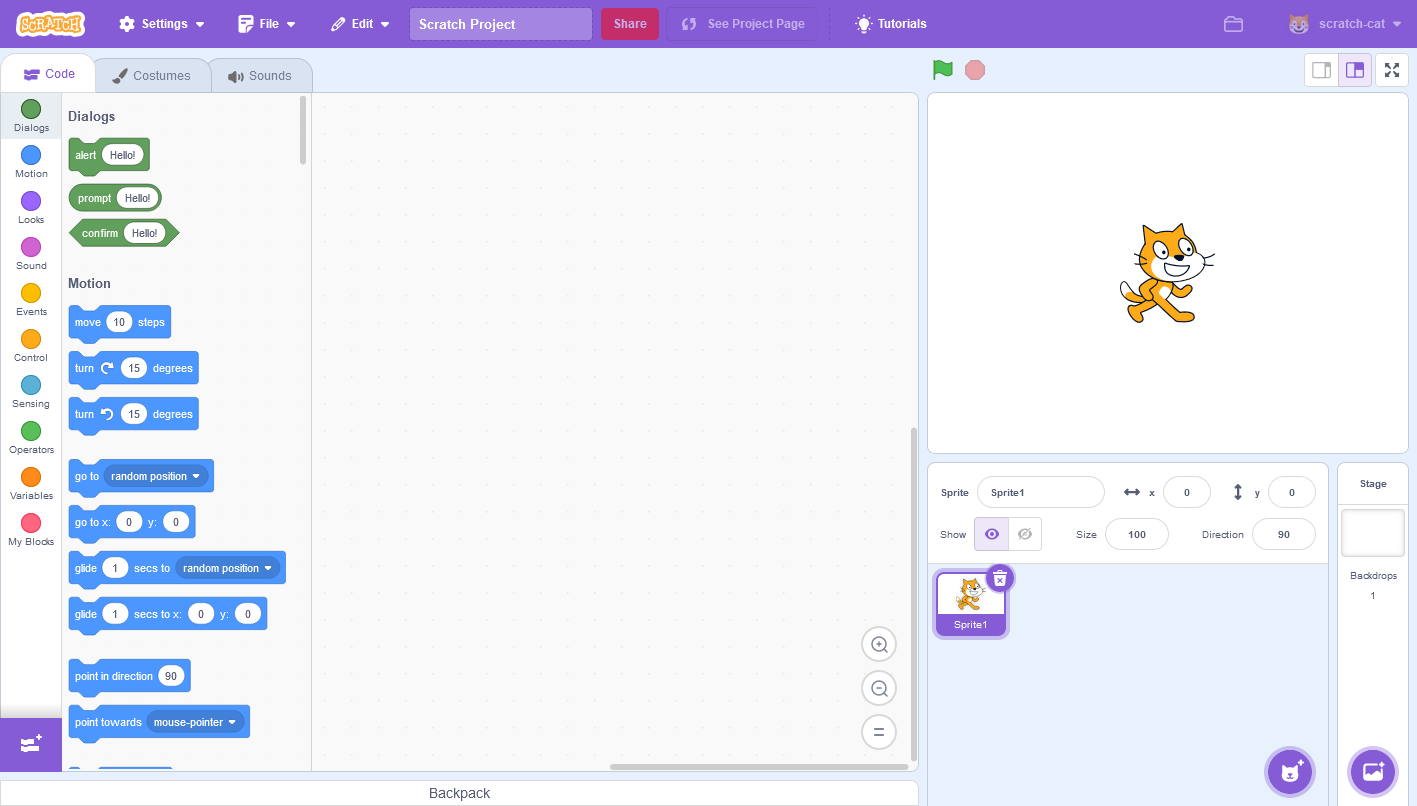 SCRATCH
Settings
File
Edit
Scratch Project
Share
See Project Page
Tutorials
scratch-cat
Code
Costumes
Sounds
Dialogs
Motion
Looks
Sound
Events
Control
Sensing
Operators
Variables
My Blocks
Dialogs
alert Hello!
prompt Hello!
confirm Hello!
Motion
move 10 steps
turn 15 degrees
turn 15 degrees
go to random position
go to x: 0 y: 0
glide 1 secs to random position
glide 1 secs to x: 0 y: 0
point in direction 90
point towards mouse-pointer
Sprite Sprite1 x 0 y 0
Show Size 100 Direction 90
Sprite1
Stage
Backdrops
1
Backpack